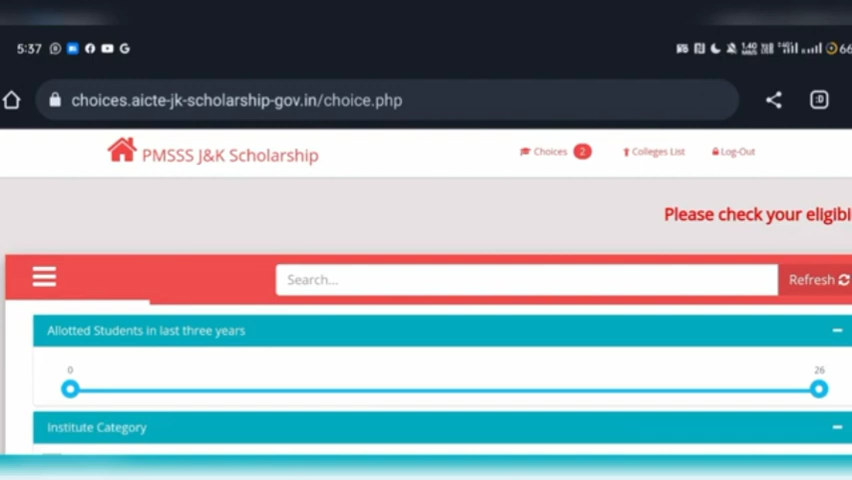 5:37
66
choices.aicte-jk-scholarship-gov.in/choice.php
PMSSS J&K Scholarship
Choices 2
Colleges List
Log-Out
Please check your eligibi
Search...
Refresh
Allotted Students in last three years
0
26
Institute Category